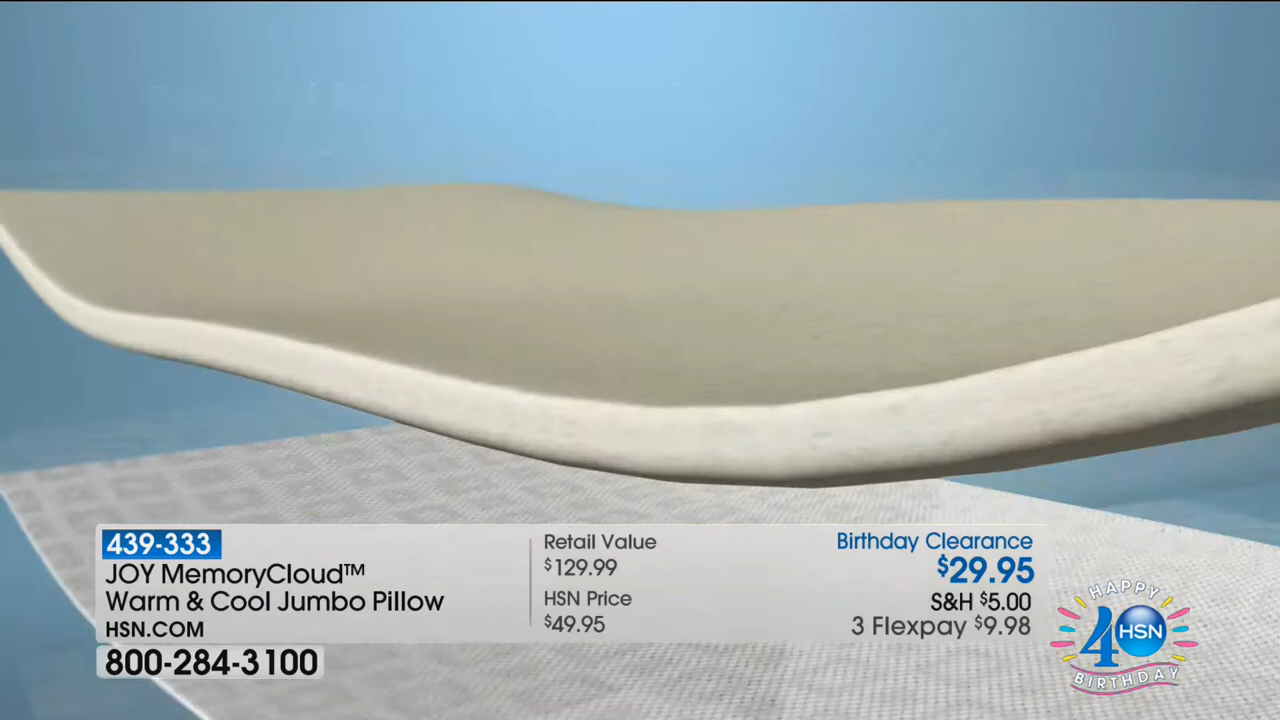 439-333
JOY MemoryCloud™
Warm & Cool Jumbo Pillow
HSN.COM
800-284-3100
Retail Value
$129.99
HSN Price
$49.95
Birthday Clearance
$29.95
S&H $5.00
3 Flexpay $9.98
HAPPY
40
HSN
BIRTHDAY